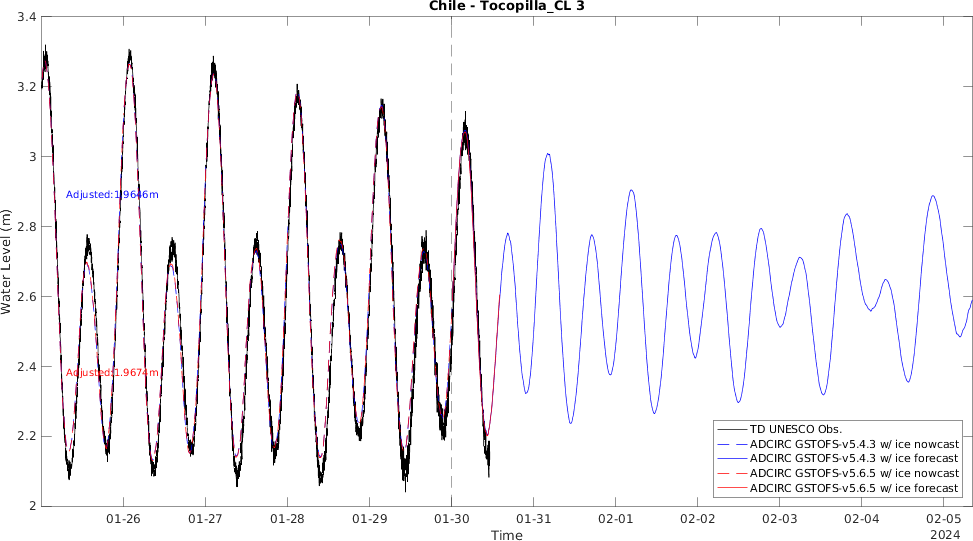 Chile - Tocopilla_CL 3
3.4
3.2
3
2.8
2.6
2.4
2.2
2
Water Level (m)
Adjusted:1.9646m
Adjusted:1.9674m
TD UNESCO Obs.
ADCIRC GSTOFS-v5.4.3 w/ ice nowcast
ADCIRC GSTOFS-v5.4.3 w/ ice forecast
ADCIRC GSTOFS-v5.6.5 w/ ice nowcast
ADCIRC GSTOFS-v5.6.5 w/ ice forecast
01-26 01-27 01-28 01-29 01-30 01-31 02-01 02-02 02-03 02-04 02-05
Time
2024